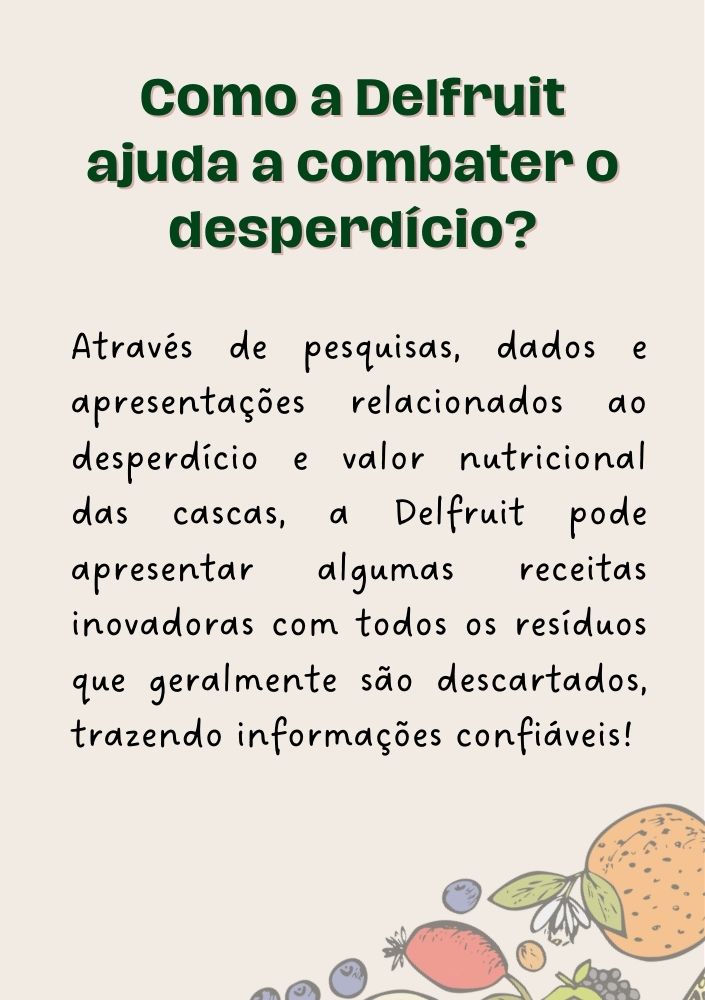 Como a Delfruit
ajuda a combater o
desperdício?
Através de pesquisas, dados e
apresentações relacionados ao
desperdício e valor nutricional
das cascas, a Delfruit pode
apresentar algumas receitas
inovadoras com todos os resíduos
que geralmente são descartados,
trazendo informações confiáveis!